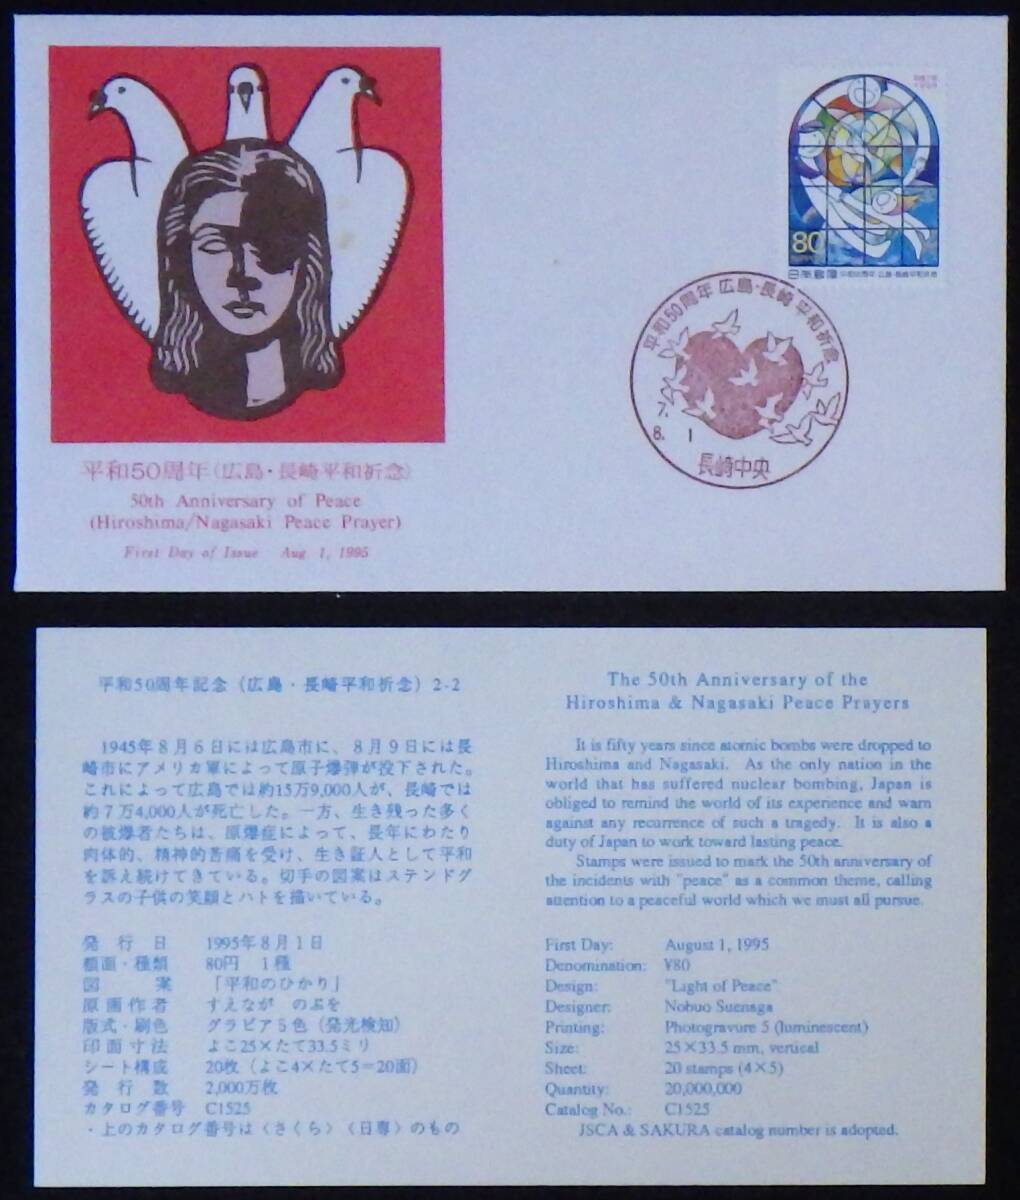 平和50周年〈広島・長崎平和祈念〉
50th Anniversary of Peace
(Hiroshima/Nagasaki Peace Prayer)
First Day of Issue Aug. 1, 1995
1995
80
日本郵便 平和50周年 広島・長崎平和祈念
平和50周年 広島・長崎 平和祈念
7.
8. 1
長崎中央
平和50周年記念（広島・長崎平和祈念）2-2
1945年8月6日には広島市に、8月9日には長
崎市にアメリカ軍によって原子爆弾が投下された。
これによって広島では約15万9,000人が、長崎では
約7万4,000人が死亡した。一方、生き残った多く
の被爆者たちは、原爆症によって、長年にわたり
肉体的、精神的苦痛を受け、生き証人として平和
を訴え続けてきている。切手の図案はステンドグ
ラスの子供の笑顔とハトを描いている。
発行日 1995年8月1日
額面・種類 80円 1種
図案 「平和のひかり」
原画作者 すえなが のぶを
版式・刷色 グラビア5色（発光検知）
印面寸法 よこ25×たて33.5ミリ
シート構成 20枚（よこ4×たて5＝20面）
発行数 2,000万枚
カタログ番号 C1525
・上のカタログ番号は〈さくら〉〈日専〉のもの
The 50th Anniversary of the
Hiroshima & Nagasaki Peace Prayers
It is fifty years since atomic bombs were dropped to
Hiroshima and Nagasaki. As the only nation in the
world that has suffered nuclear bombing, Japan is
obliged to remind the world of its experience and warn
against any recurrence of such a tragedy. It is also a
duty of Japan to work toward lasting peace.
Stamps were issued to mark the 50th anniversary of
the incidents with "peace" as a common theme, calling
attention to a peaceful world which we must all pursue.
First Day: August 1, 1995
Denomination: ¥80
Design: "Light of Peace"
Designer: Nobuo Suenaga
Printing: Photogravure 5 (luminescent)
Size: 25×33.5 mm, vertical
Sheet: 20 stamps (4×5)
Quantity: 20,000,000
Catalog No.: C1525
JSCA & SAKURA catalog number is adopted.